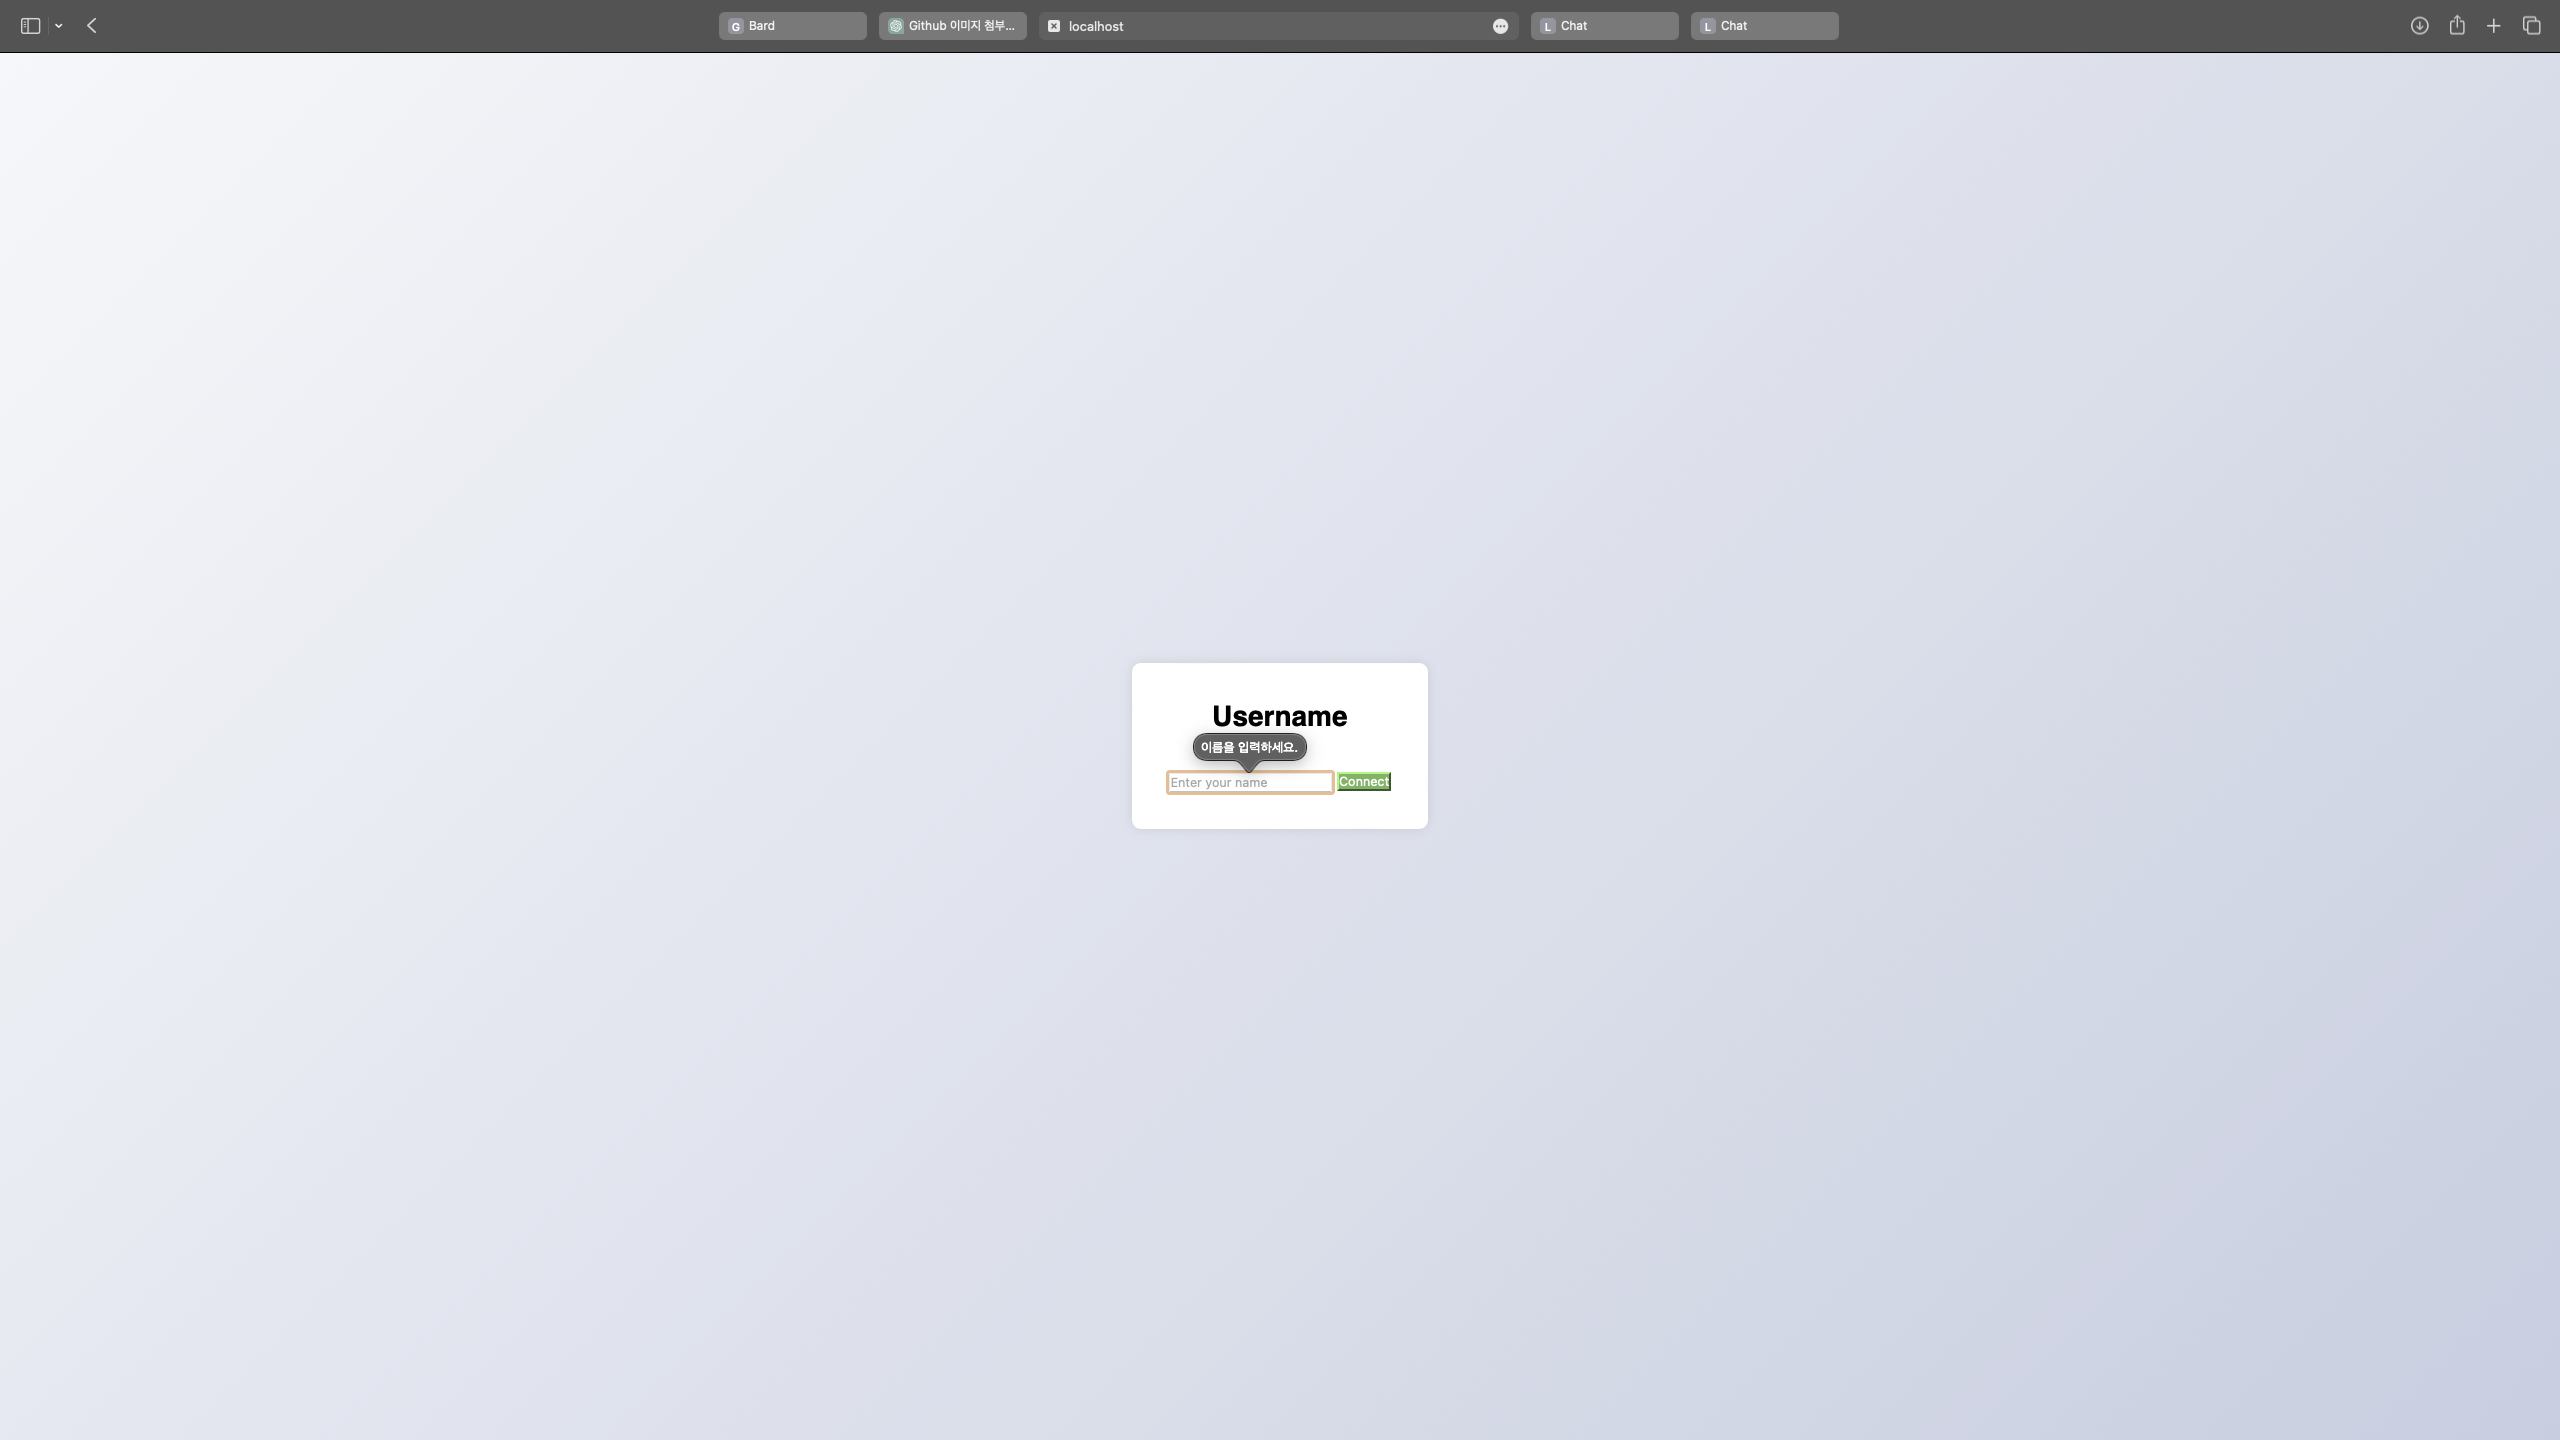 G Bard
Github 이미지 첨부...
localhost
L Chat
L Chat
Username
이름을 입력하세요.
Enter your name
Connect